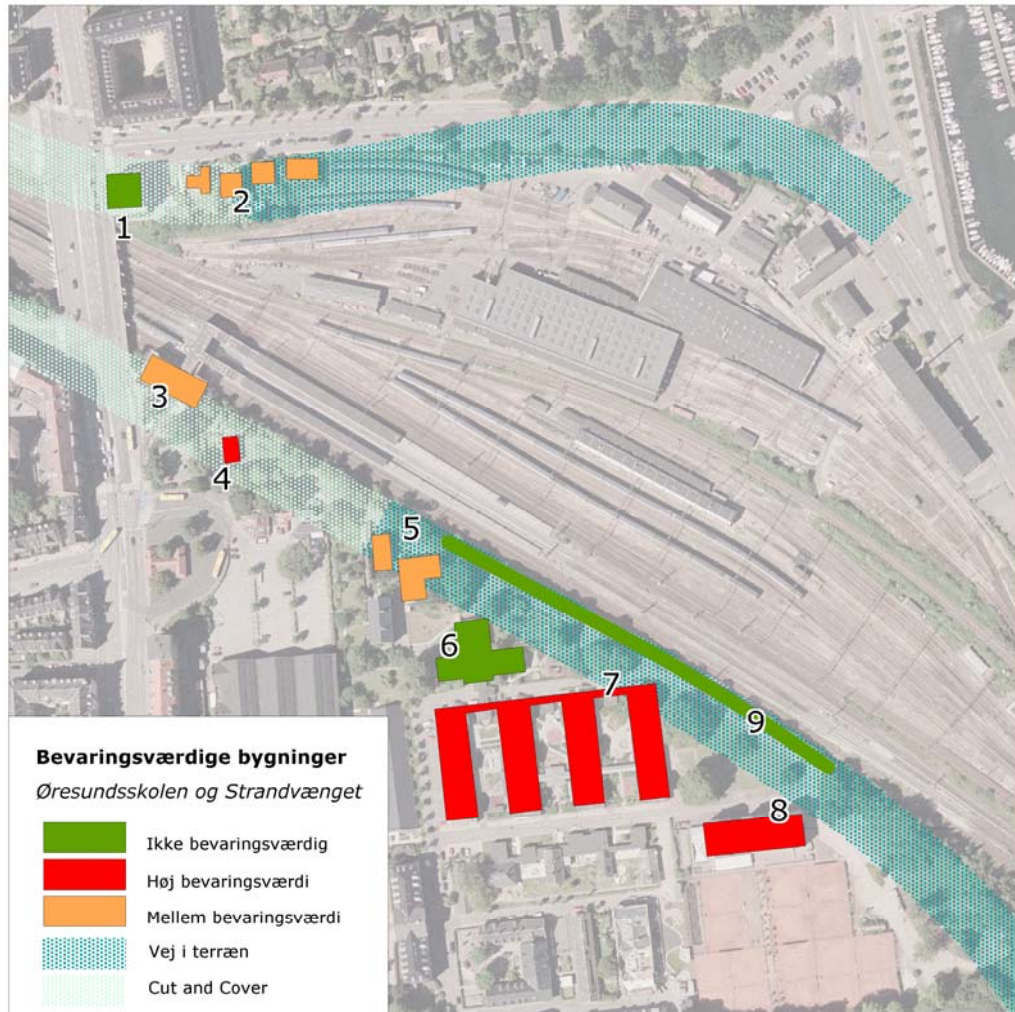 1
2
3
4
5
6
7
8
9
Bevaringsværdige bygninger
Øresundsskolen og Strandvænget
Ikke bevaringsværdig
Høj bevaringsværdi
Mellem bevaringsværdi
Vej i terræn
Cut and Cover